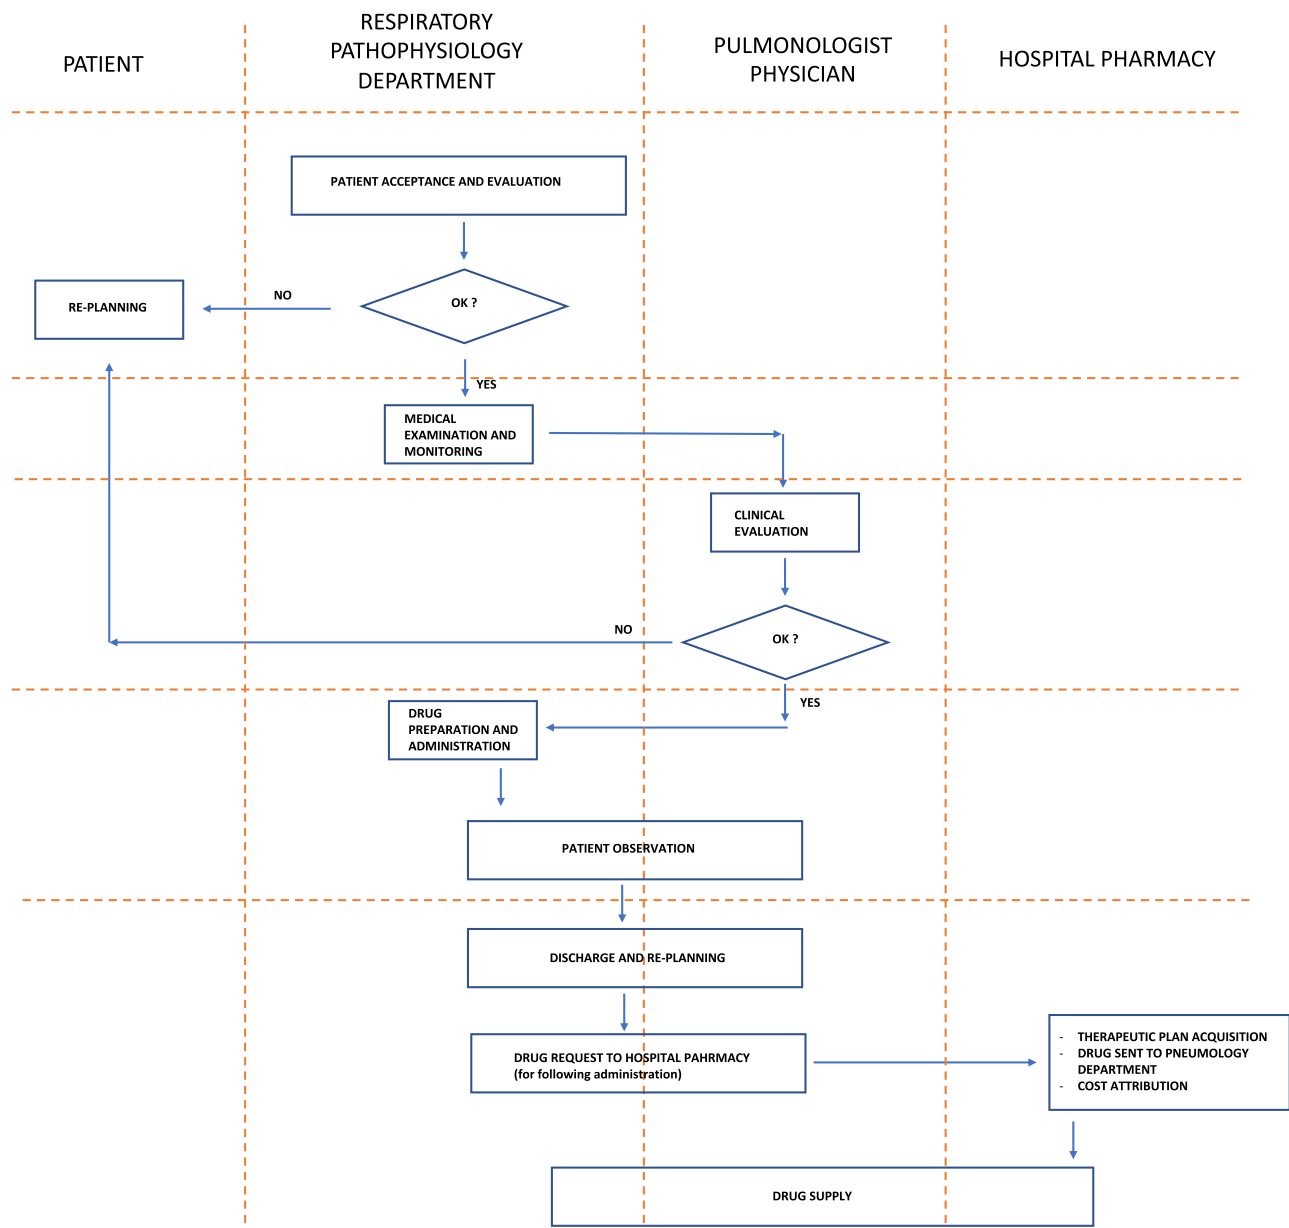 PATIENT
RESPIRATORY
PATHOPHYSIOLOGY
DEPARTMENT
PULMONOLOGIST
PHYSICIAN
HOSPITAL PHARMACY
PATIENT ACCEPTANCE AND EVALUATION
RE-PLANNING
NO
OK ?
YES
MEDICAL
EXAMINATION AND
MONITORING
CLINICAL
EVALUATION
NO
OK ?
YES
DRUG
PREPARATION AND
ADMINISTRATION
PATIENT OBSERVATION
DISCHARGE AND RE-PLANNING
DRUG REQUEST TO HOSPITAL PAHRMACY
(for following administration)
- THERAPEUTIC PLAN ACQUISITION
- DRUG SENT TO PNEUMOLOGY
DEPARTMENT
- COST ATTRIBUTION
DRUG SUPPLY